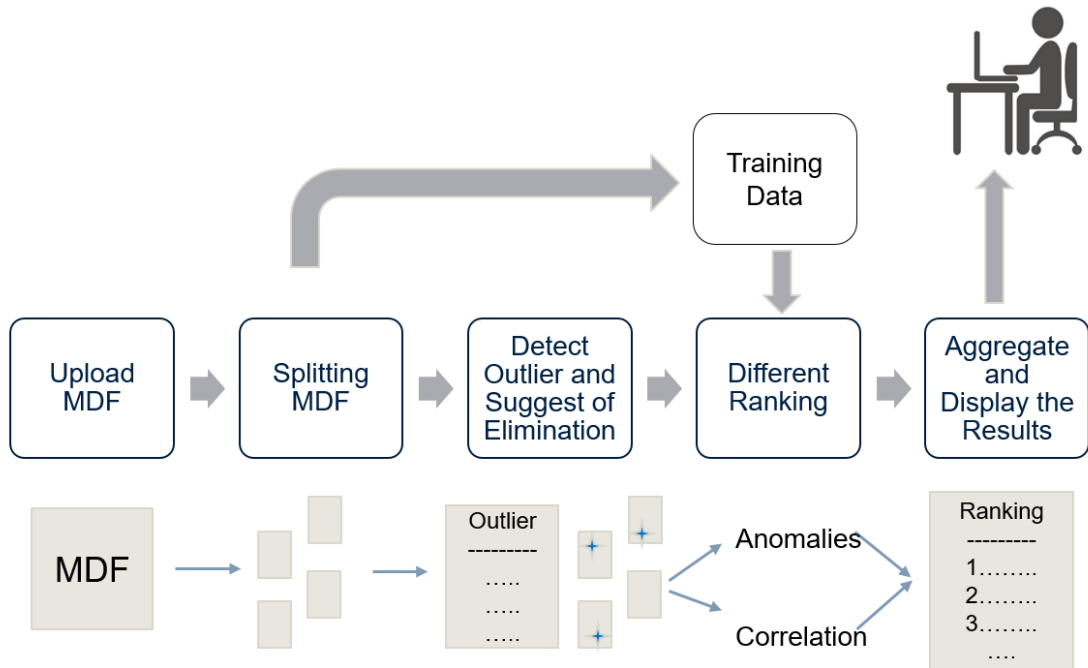 Training
Data
Upload
MDF
Splitting
MDF
Detect
Outlier and
Suggest of
Elimination
Different
Ranking
Aggregate
and
Display the
Results
MDF
Outlier
---------
…..
…..
…..
Anomalies
Correlation
Ranking
---------
1……..
2……..
3……..
….